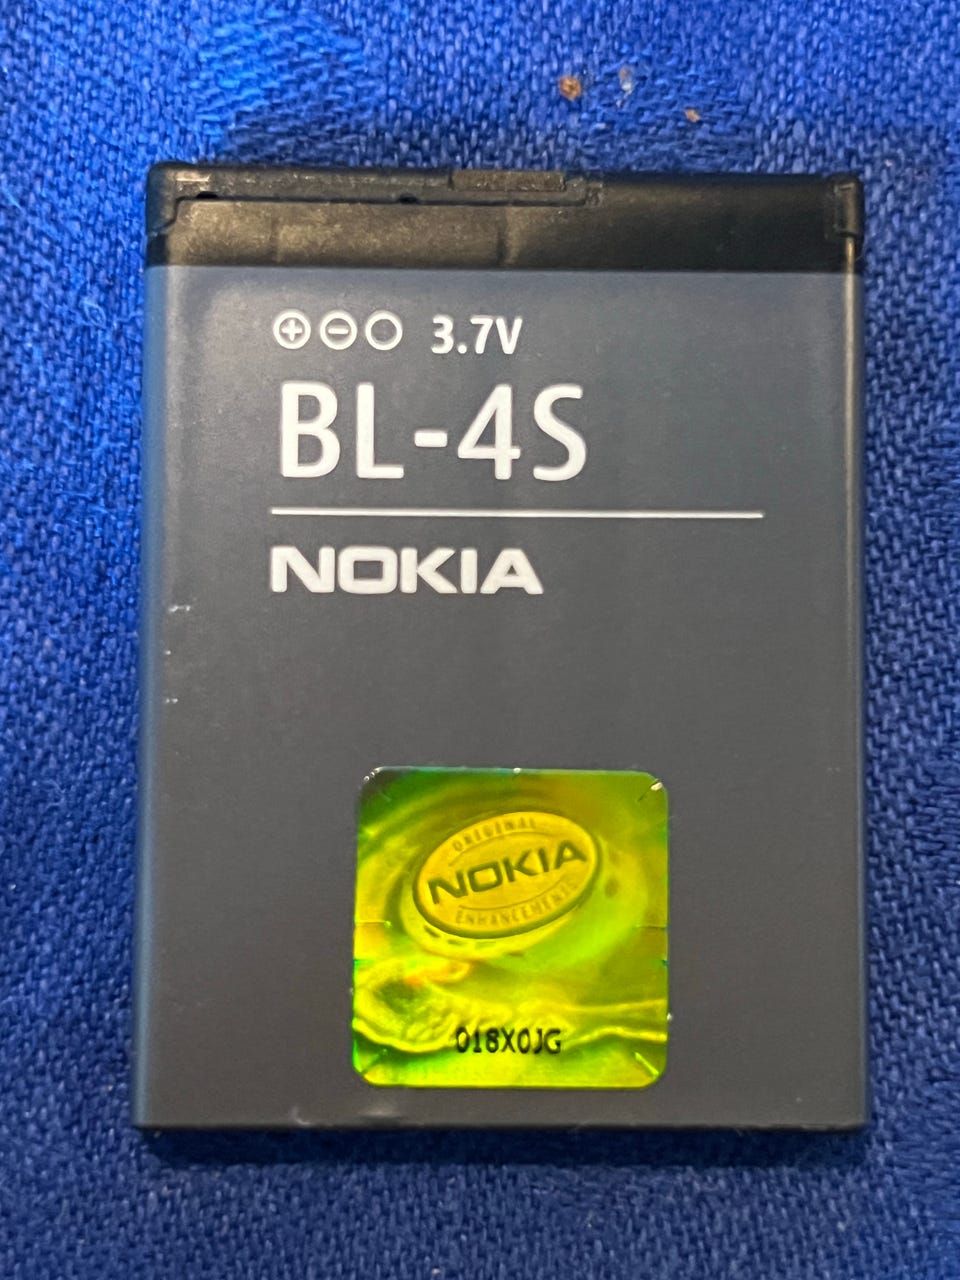 ⊕⊖○ 3.7V
BL-4S
NOKIA
ORIGINAL
NOKIA
ENHANCEMENTS
018X0JG